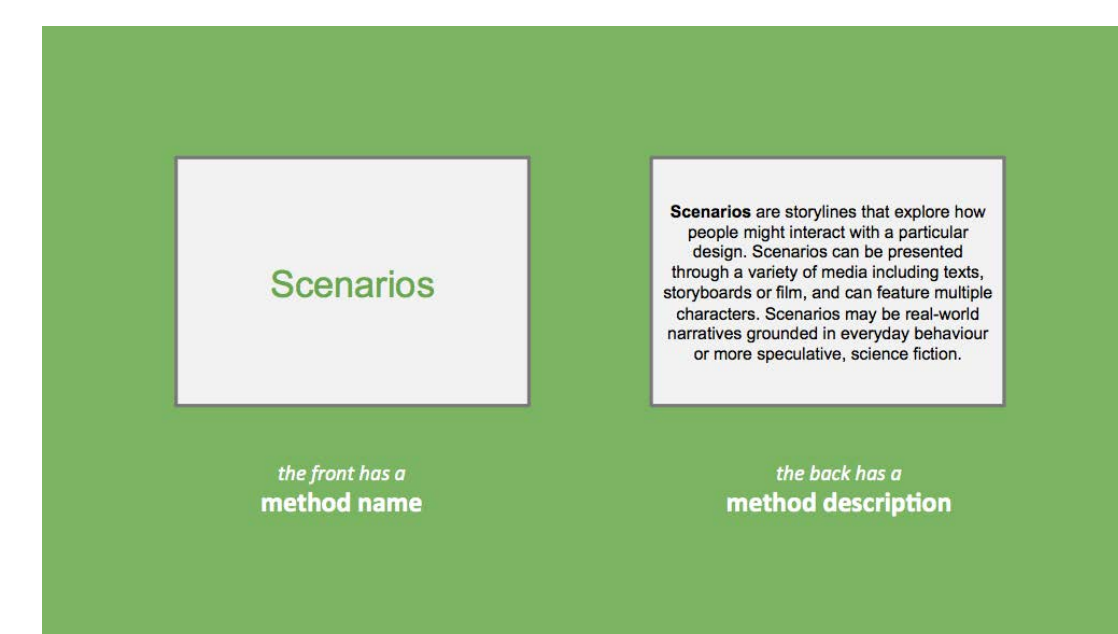 Scenarios
Scenarios are storylines that explore how
people might interact with a particular
design. Scenarios can be presented
through a variety of media including texts,
storyboards or film, and can feature multiple
characters. Scenarios may be real-world
narratives grounded in everyday behaviour
or more speculative, science fiction.
the front has a
method name
the back has a
method description